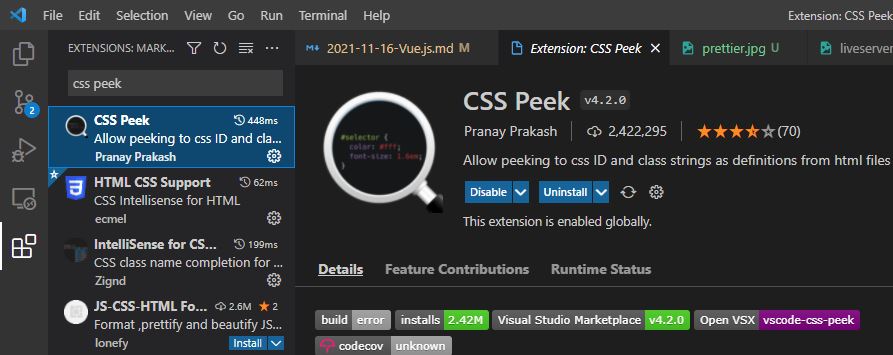 File Edit Selection View Go Run Terminal Help Extension: CSS Peek
EXTENSIONS: MARK...
2021-11-16-Vue.js.md M
Extension: CSS Peek
prettier.jpg U
liveserver
css peek
2
CSS Peek 448ms
Allow peeking to css ID and cla...
Pranay Prakash
HTML CSS Support 62ms
CSS Intellisense for HTML
ecmel
IntelliSense for CS... 199ms
CSS class name completion for ...
Zignd
JS-CSS-HTML Fo... 2.6M 2
Format ,prettify and beautify JS...
lonefy Install
CSS Peek v4.2.0
Pranay Prakash 2,422,295 (70)
Allow peeking to css ID and class strings as definitions from html files
Disable Uninstall
This extension is enabled globally.
#selector {
color: #fff;
font-size: 1.6em;
}
Details Feature Contributions Runtime Status
build error installs 2.42M Visual Studio Marketplace v4.2.0 Open VSX vscode-css-peek
codecov unknown